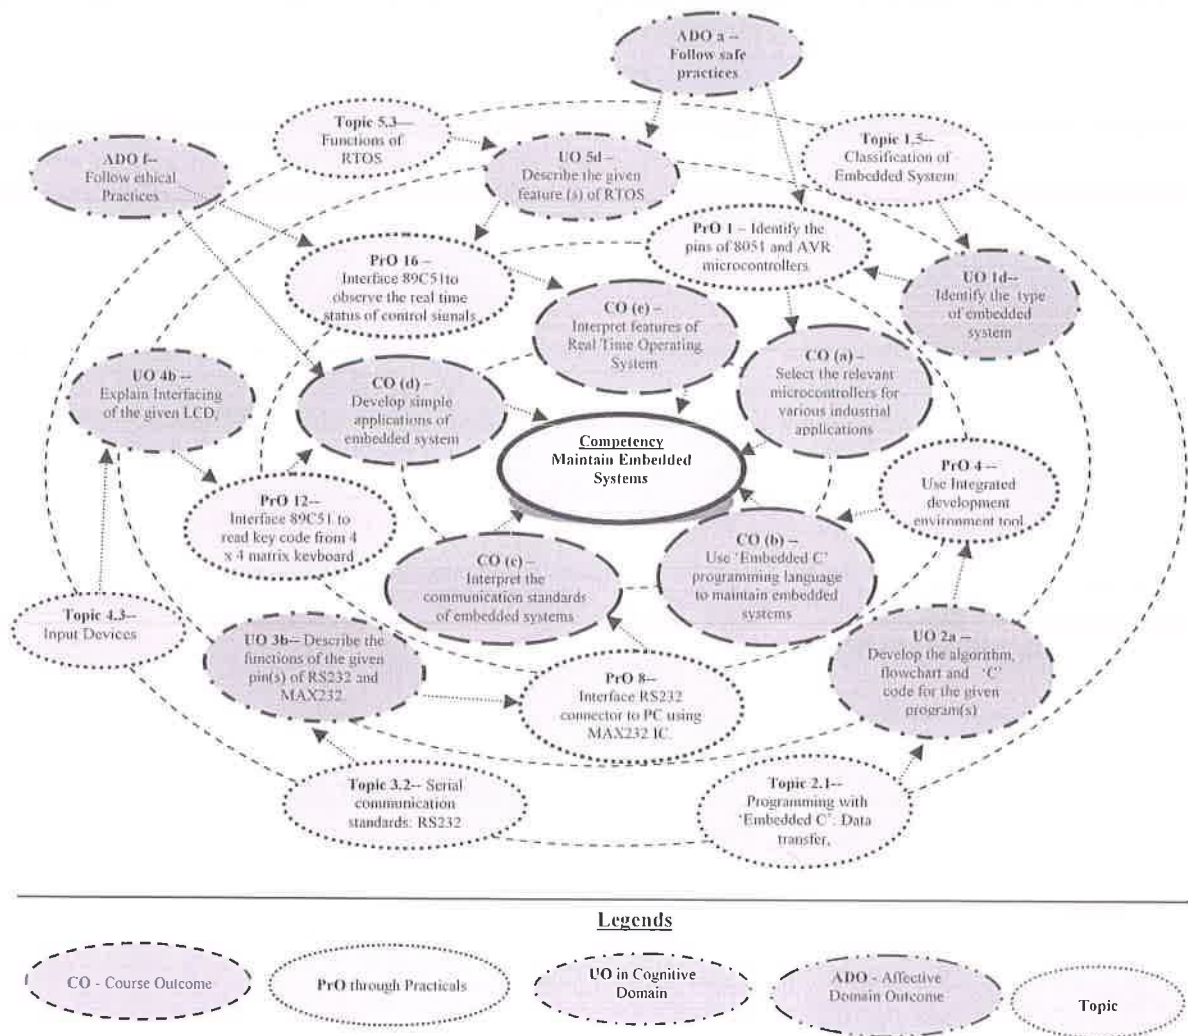 ADO a --
Follow safe
practices
Topic 5.3---
Functions of
RTOS
Topic 1.5--
Classification of
Embedded System:
ADO f--
Follow ethical
Practices
UO 5d –
Describe the given
feature (s) of RTOS
PrO 1 – Identify the
pins of 8051 and AVR
microcontrollers
PrO 16 –
Interface 89C51to
observe the real time
status of control signals
UO 1d–
Identify the type
of embedded
system
CO (e) –
Interpret features of
Real Time Operating
System
CO (a) –
Select the relevant
microcontrollers for
various industrial
applications
UO 4b --
Explain Interfacing
of the given LCD,
CO (d) –
Develop simple
applications of
embedded system
Competency
Maintain Embedded
Systems
PrO 4 --
Use Integrated
development
environment tool
PrO 12--
Interface 89C51 to
read key code from 4
x 4 matrix keyboard
CO (c) –
Interpret the
communication standards
of embedded systems
CO (b) –
Use ‘Embedded C’
programming language
to maintain embedded
systems
Topic 4.3--
Input Devices
UO 3b-- Describe the
functions of the given
pin(s) of RS232 and
MAX232.
PrO 8--
Interface RS232
connector to PC using
MAX232 IC.
UO 2a --
Develop the algorithm,
flowchart and ‘C’
code for the given
program(s)
Topic 3.2-- Serial
communication
standards: RS232
Topic 2.1--
Programming with
‘Embedded C’: Data
transfer,
Legends
CO - Course Outcome
PrO through Practicals
UO in Cognitive
Domain
ADO - Affective
Domain Outcome
Topic